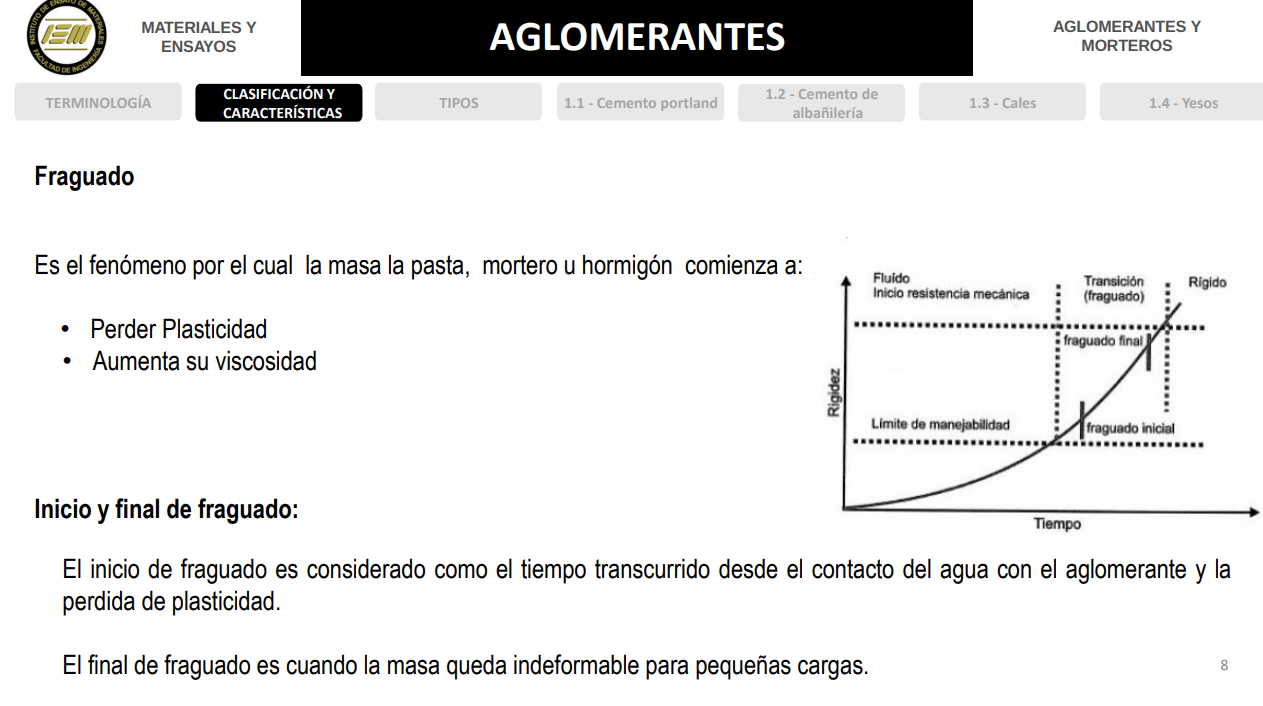 INSTITUTO DE ENSAYO DE MATERIALES
IEM
FACULTAD DE INGENIERÍA
MATERIALES Y
ENSAYOS
AGLOMERANTES
AGLOMERANTES Y
MORTEROS
TERMINOLOGÍA
CLASIFICACIÓN Y
CARACTERÍSTICAS
TIPOS
1.1 - Cemento portland
1.2 - Cemento de
albañilería
1.3 - Cales
1.4 - Yesos
Fraguado
Es el fenómeno por el cual  la masa la pasta,  mortero u hormigón  comienza a:
• Perder Plasticidad
• Aumenta su viscosidad
Fluído
Inicio resistencia mecánica
Transición
(fraguado)
Rígido
fraguado final
Rigidez
Límite de manejabilidad
fraguado inicial
Tiempo
Inicio y final de fraguado:
El inicio de fraguado es considerado como el tiempo transcurrido desde el contacto del agua con el aglomerante y la
perdida de plasticidad.
El final de fraguado es cuando la masa queda indeformable para pequeñas cargas.
8